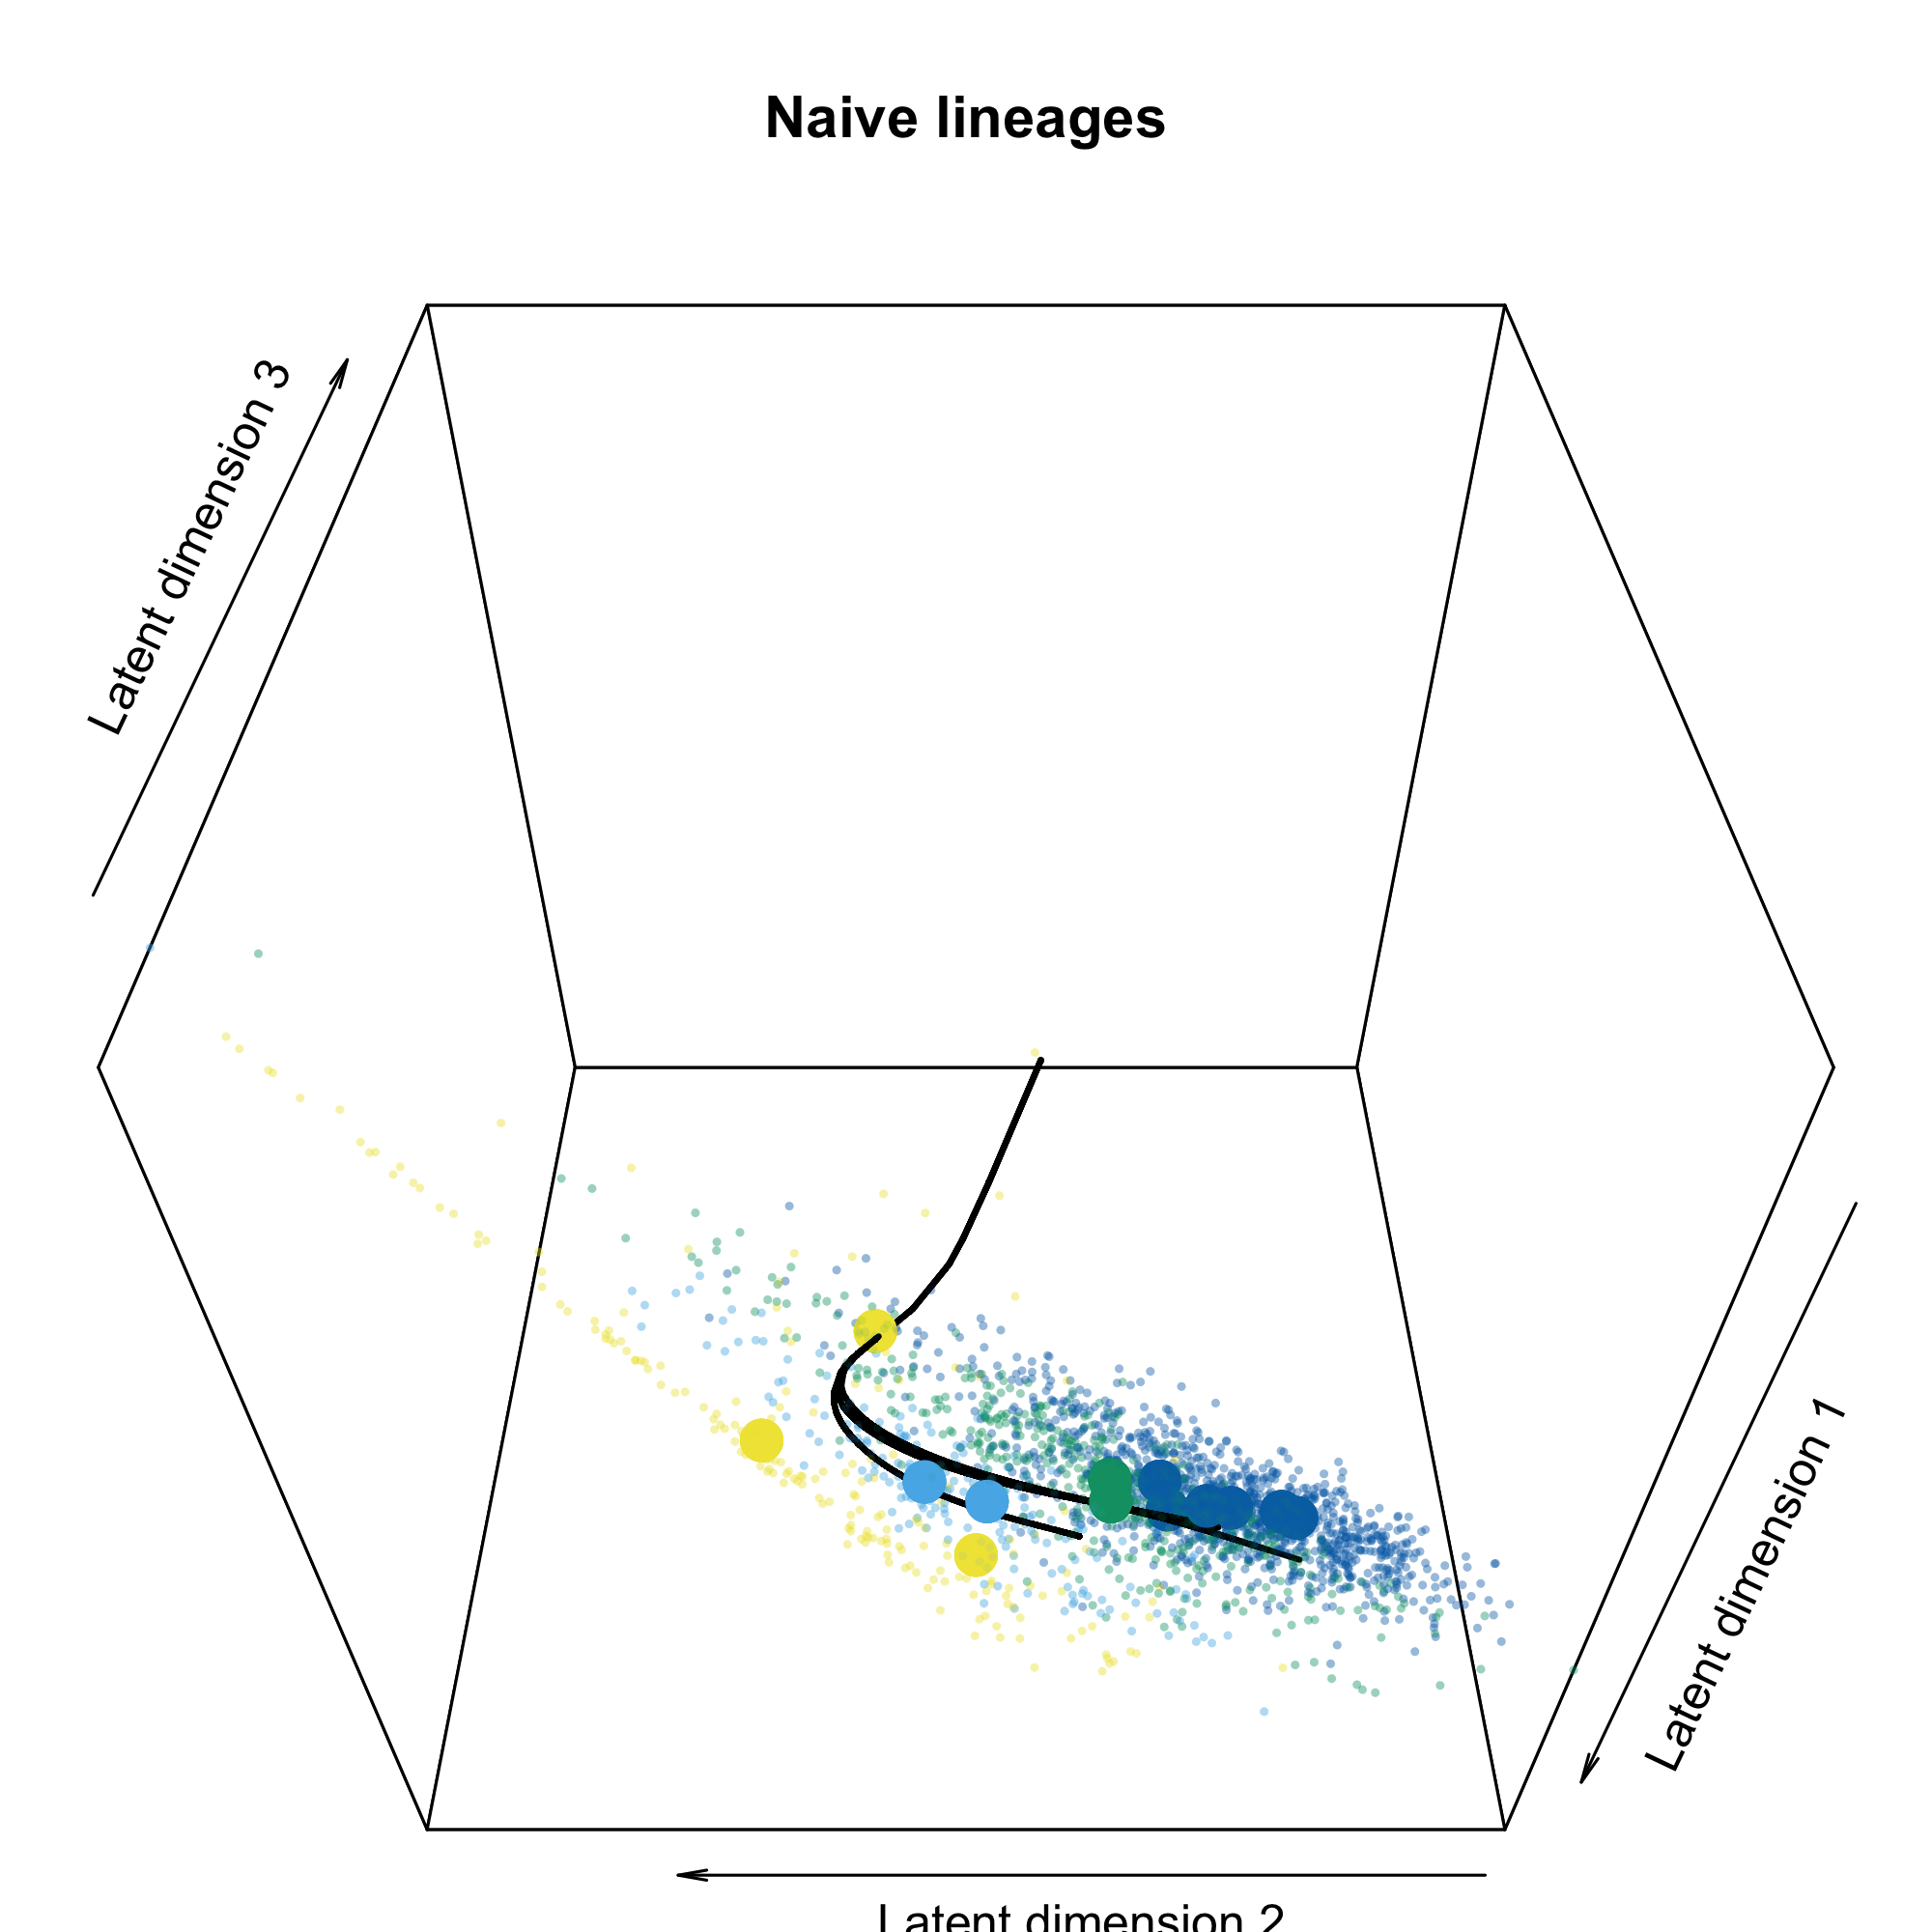 Naive lineages
Latent dimension 3
Latent dimension 1
Latent dimension 2